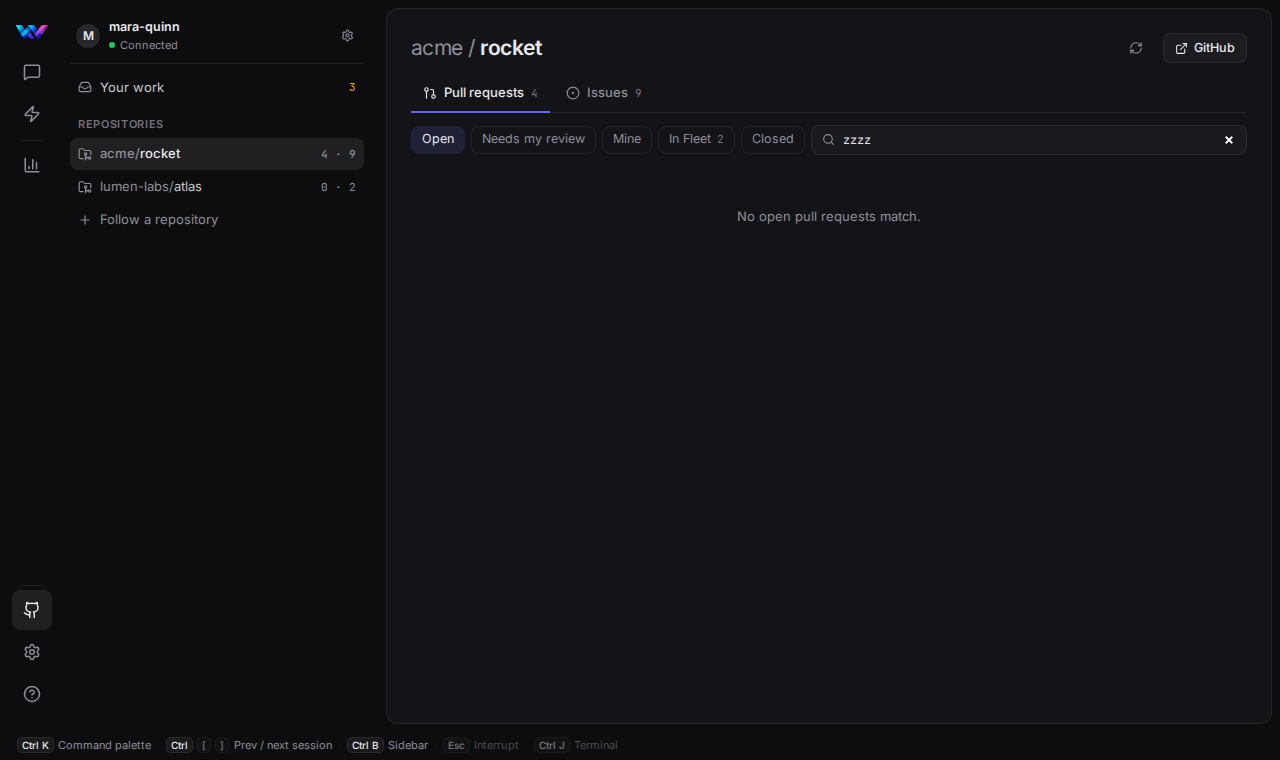 M
mara-quinn
Connected
Your work 3
REPOSITORIES
acme/rocket 4 · 9
lumen-labs/atlas 0 · 2
Follow a repository
acme / rocket
GitHub
Pull requests 4
Issues 9
Open
Needs my review
Mine
In Fleet 2
Closed
zzzz
No open pull requests match.
Ctrl K Command palette
Ctrl [ ] Prev / next session
Ctrl B Sidebar
Esc Interrupt
Ctrl J Terminal